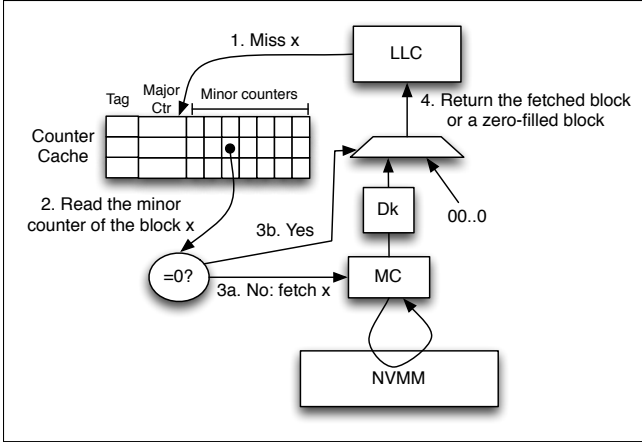 1. Miss x
LLC
Tag
Major
Ctr
Minor counters
4. Return the fetched block
or a zero-filled block
Counter
Cache
2. Read the minor
counter of the block x
Dk
00..0
3b. Yes
=0?
3a. No: fetch x
MC
NVMM